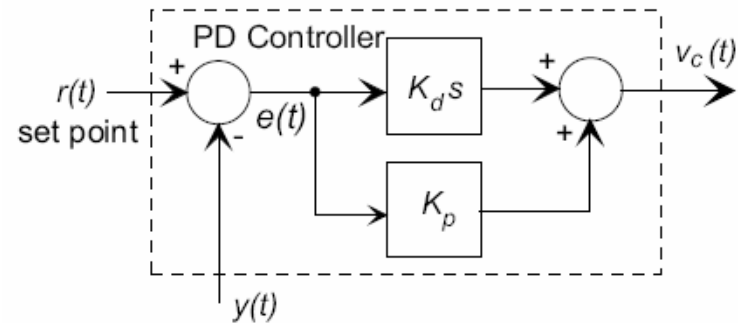 PD Controller
+
r(t)
set point
-
e(t)
K_d s
+
+
v_c (t)
K_p
y(t)